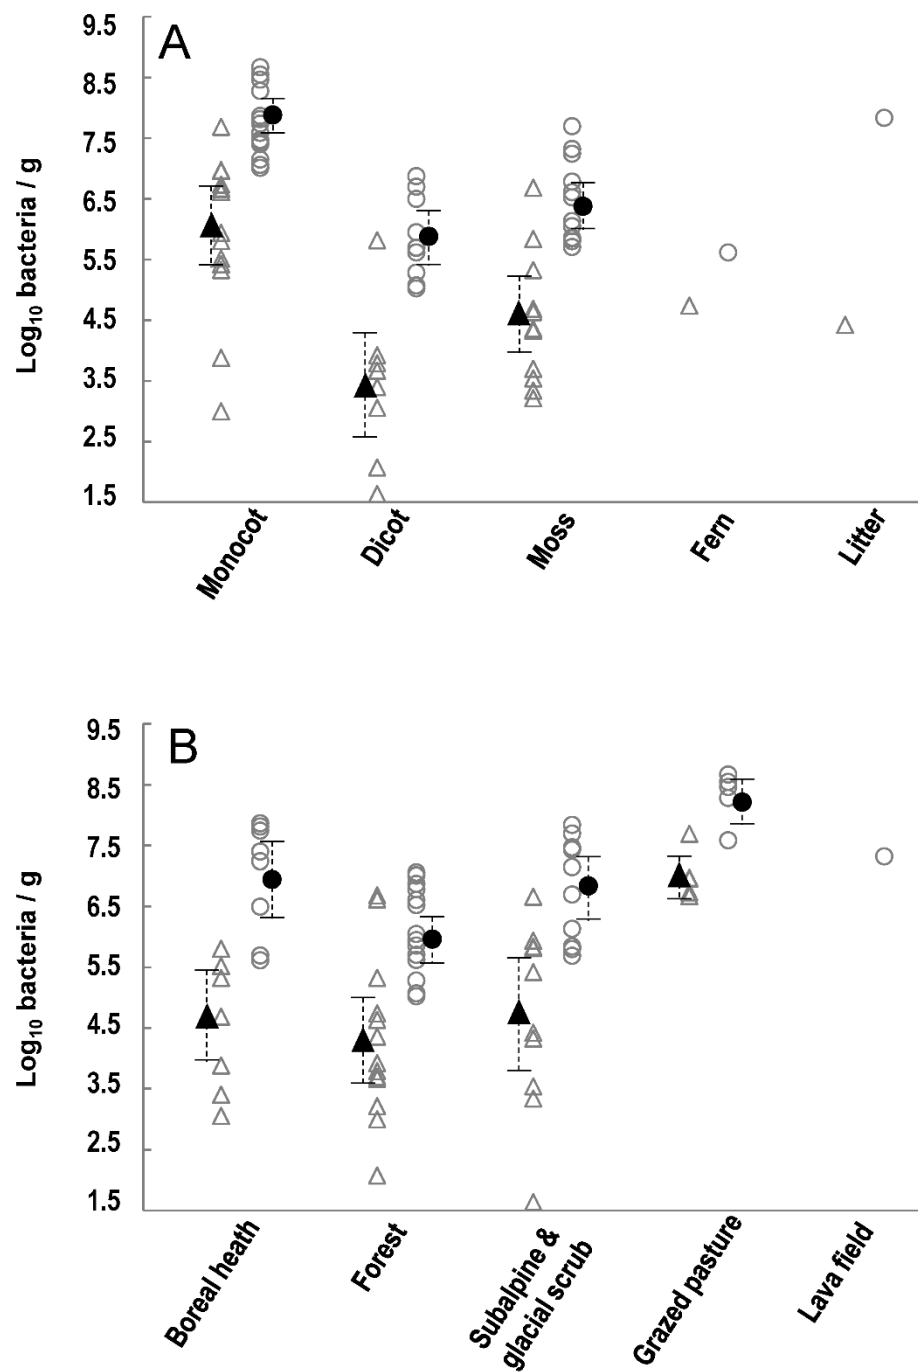 A
9.5
8.5
7.5
6.5
5.5
4.5
3.5
2.5
1.5
Log₁₀ bacteria / g
Monocot
Dicot
Moss
Fern
Litter
B
9.5
8.5
7.5
6.5
5.5
4.5
3.5
2.5
1.5
Log₁₀ bacteria / g
Boreal heath
Forest
Subalpine &
glacial scrub
Grazed pasture
Lava field